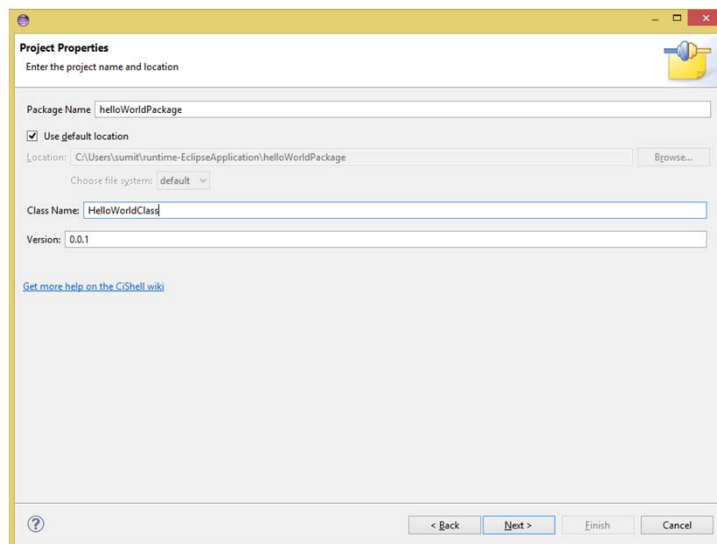 Project Properties
Enter the project name and location
Package Name helloWorldPackage
Use default location
Location: C:\Users\sumit\runtime-EclipseApplication\helloWorldPackage Browse...
Choose file system: default
Class Name: HelloWorldClass
Version: 0.0.1
Get more help on the CiShell wiki
? < Back Next > Finish Cancel